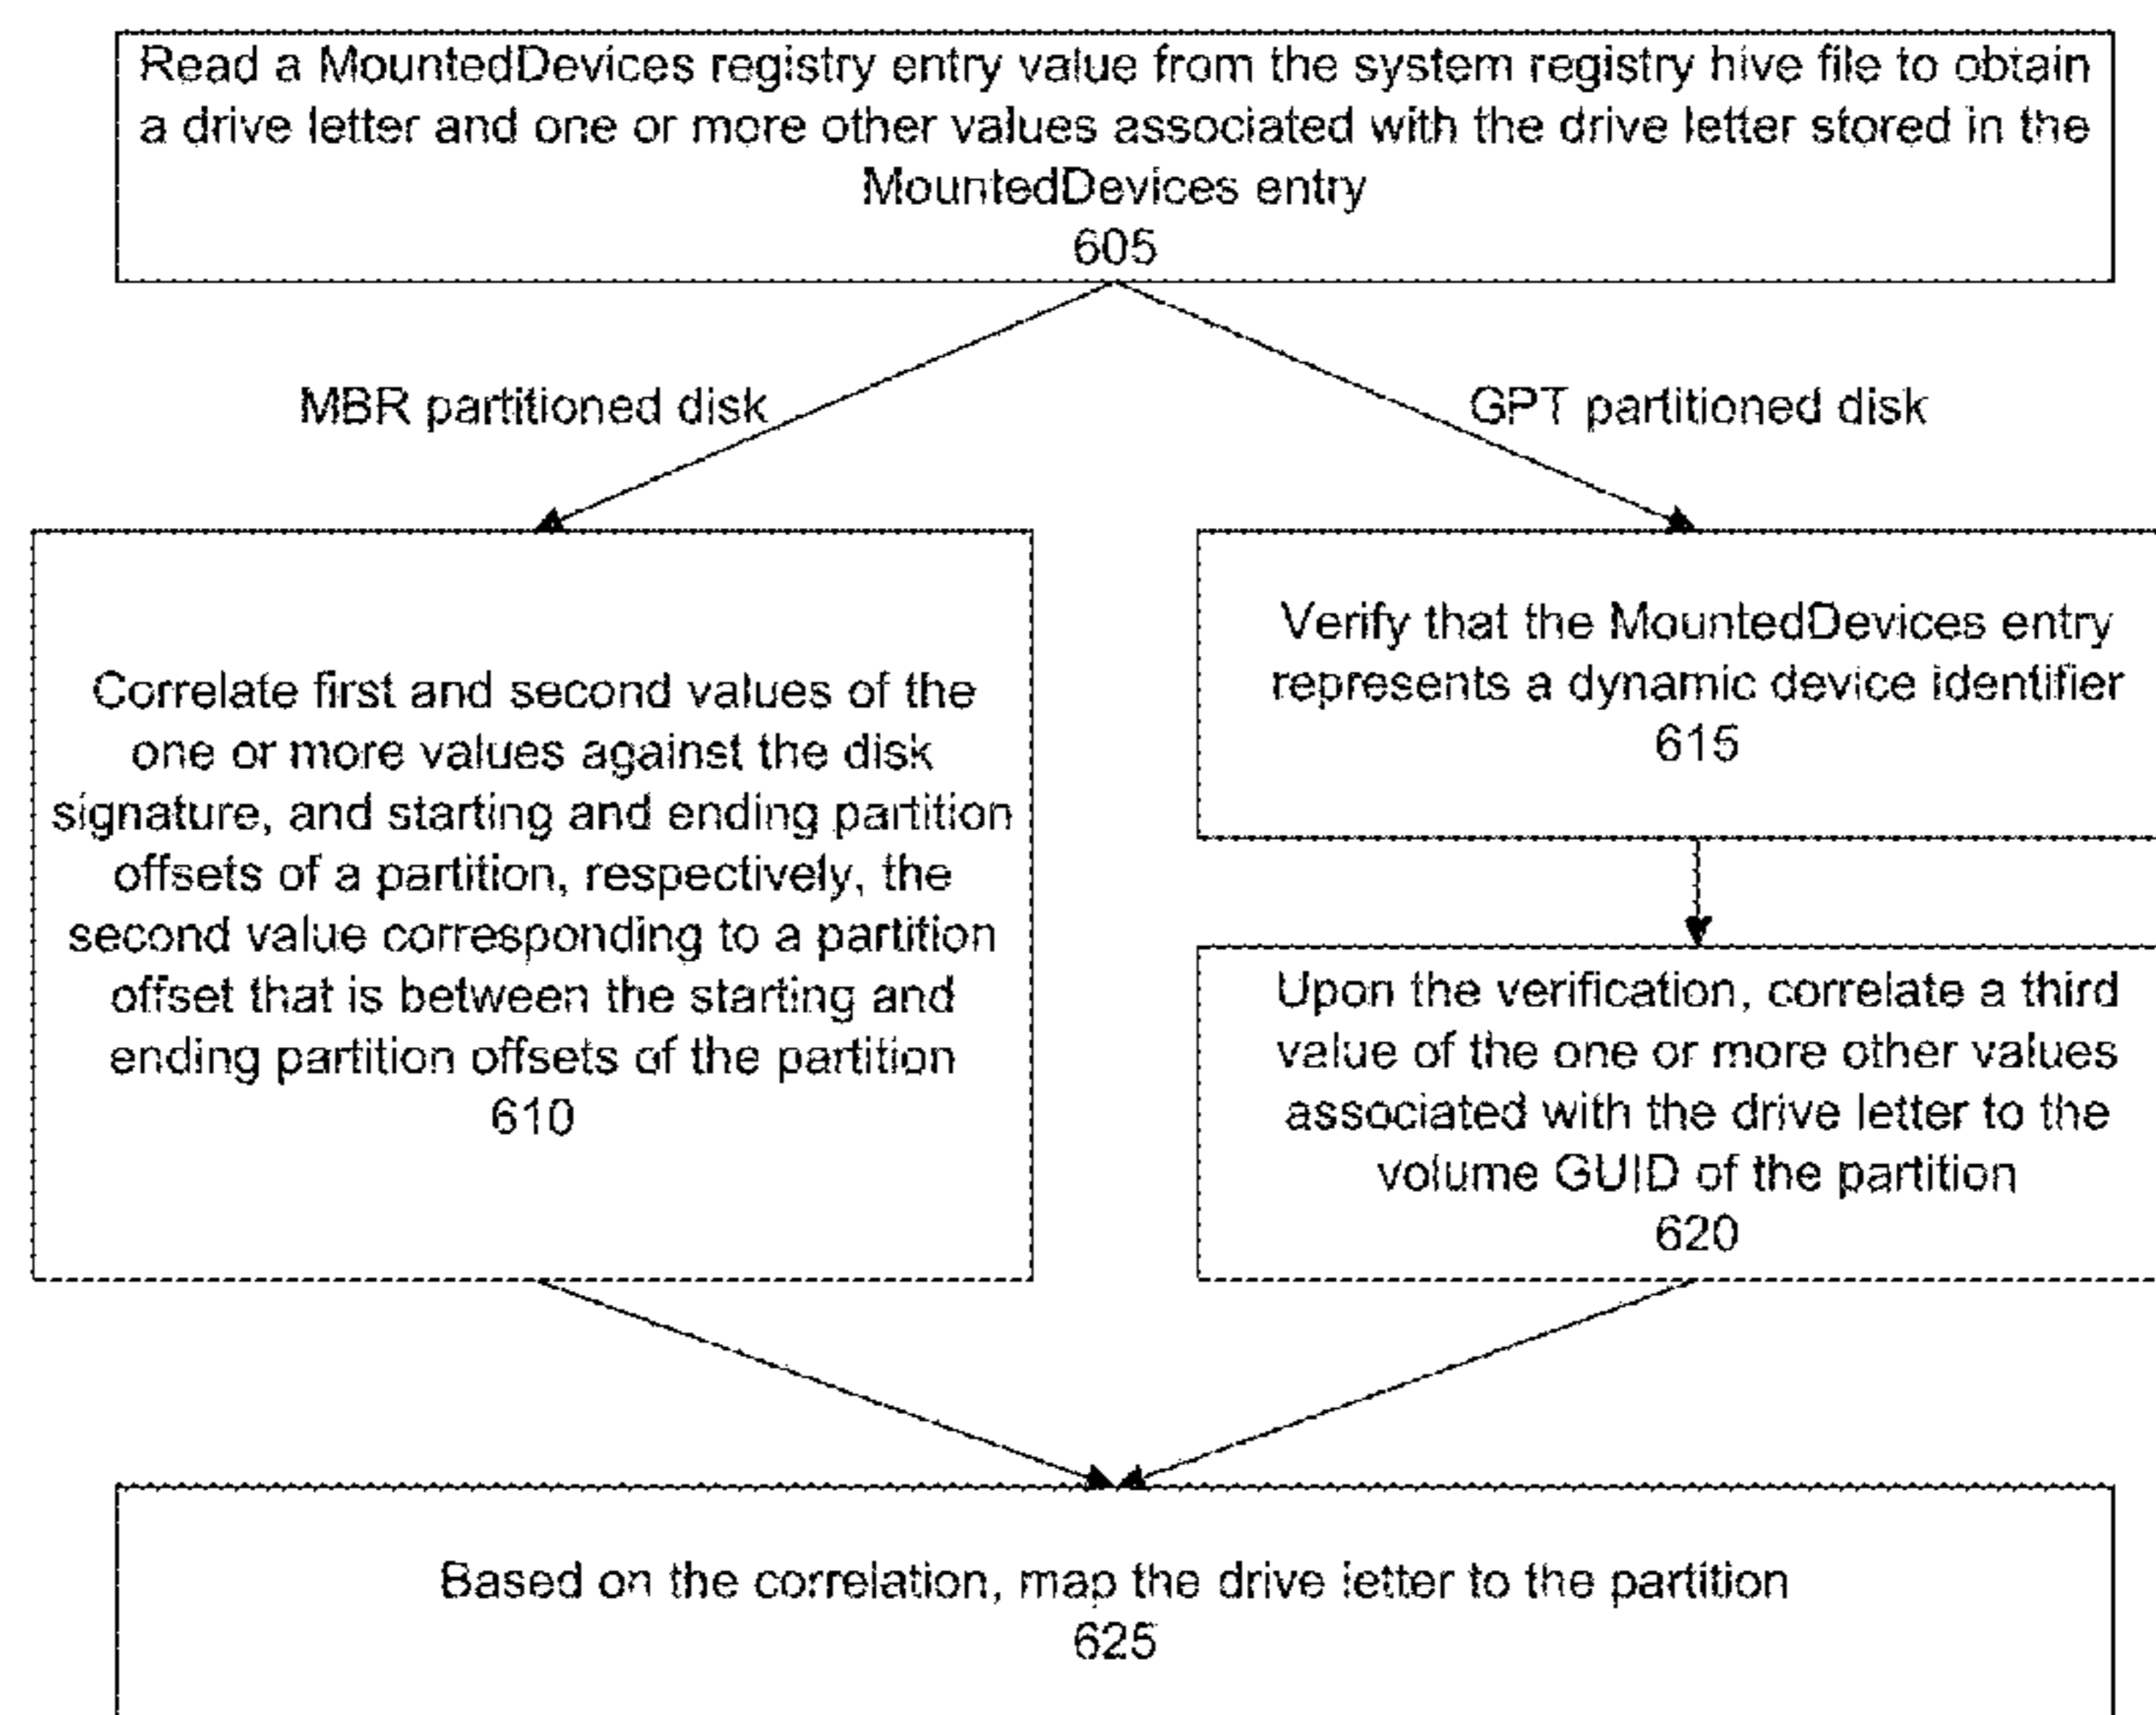 Read a MountedDevices registry entry value from the system registry hive file to obtain
a drive letter and one or more other values associated with the drive letter stored in the
MountedDevices entry
605
MBR partitioned disk
GPT partitioned disk
Correlate first and second values of the
one or more values against the disk
signature, and starting and ending partition
offsets of a partition, respectively, the
second value corresponding to a partition
offset that is between the starting and
ending partition offsets of the partition
610
Verify that the MountedDevices entry
represents a dynamic device identifier
615
Upon the verification, correlate a third
value of the one or more other values
associated with the drive letter to the
volume GUID of the partition
620
Based on the correlation, map the drive letter to the partition
625